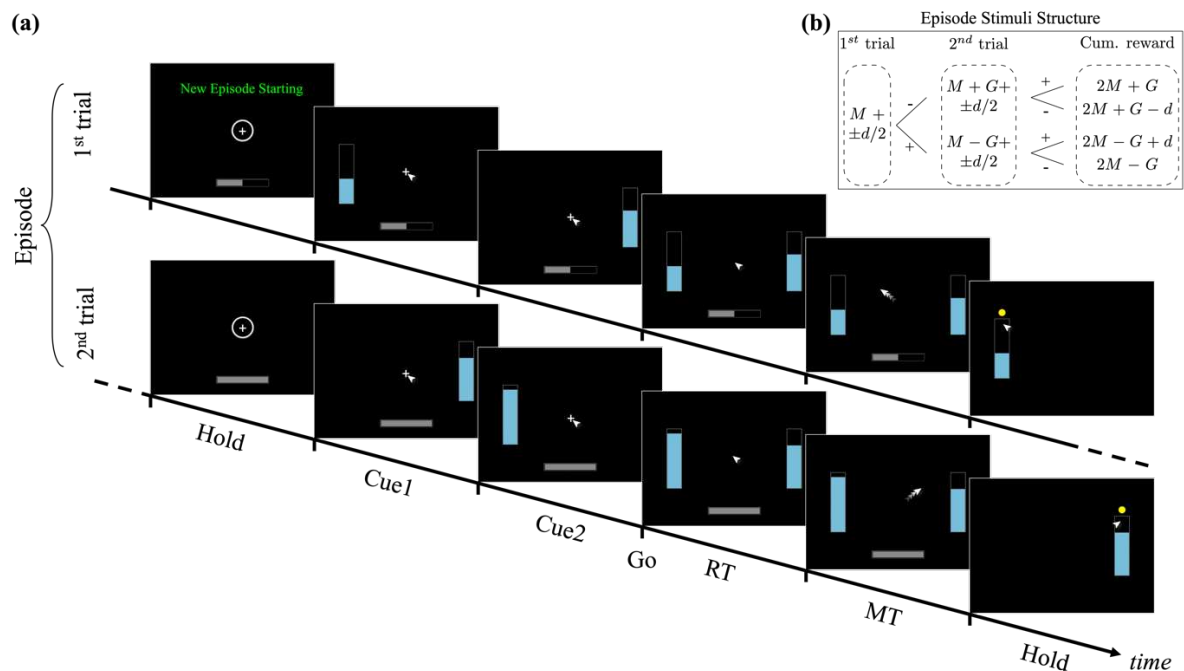 (a)
Episode
1st trial
2nd trial
New Episode Starting
Hold
Cue1
Cue2
Go
RT
MT
Hold
time
(b)
Episode Stimuli Structure
1st trial 2nd trial Cum. reward
M +
±d/2
-
+
M + G+
±d/2
M − G+
±d/2
+
-
+
-
2M + G
2M + G − d
2M − G + d
2M − G